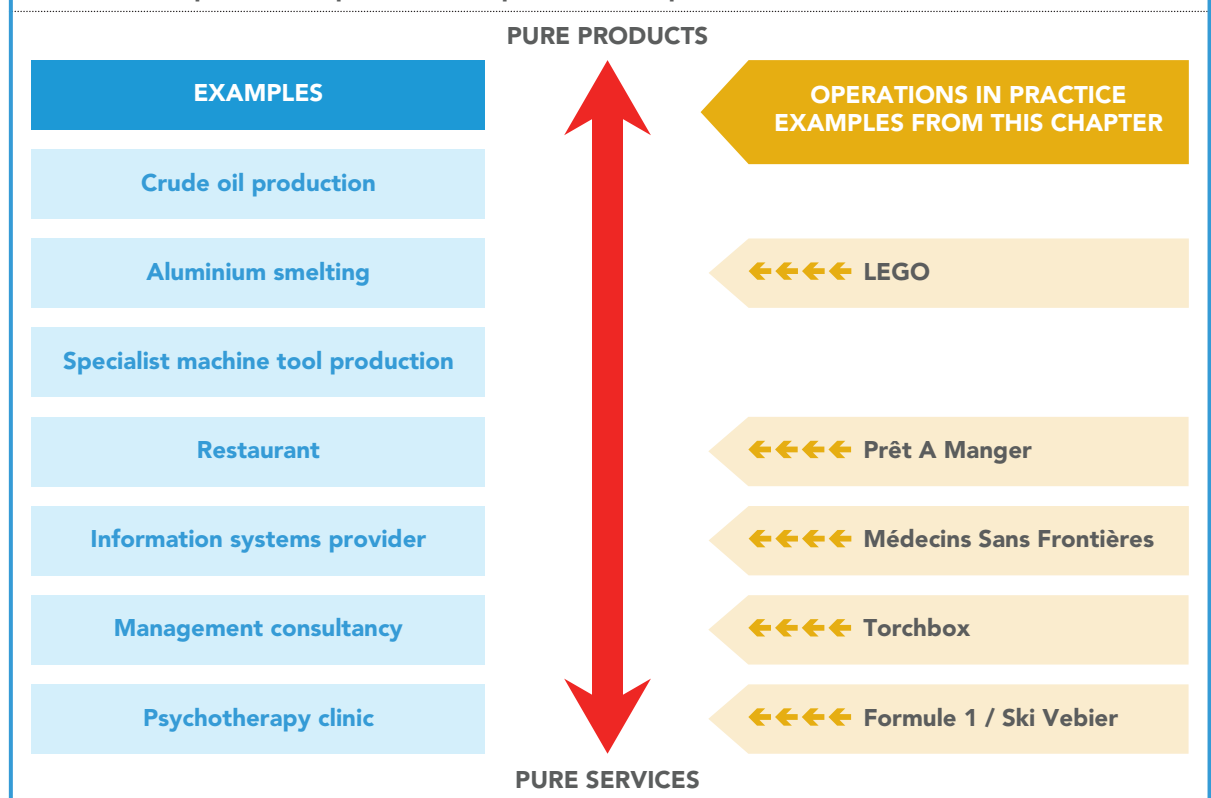 PURE PRODUCTS
EXAMPLES
OPERATIONS IN PRACTICE
EXAMPLES FROM THIS CHAPTER
Crude oil production
Aluminium smelting
LEGO
Specialist machine tool production
Restaurant
Prêt A Manger
Information systems provider
Médecins Sans Frontières
Management consultancy
Torchbox
Psychotherapy clinic
Formule 1 / Ski Vebier
PURE SERVICES